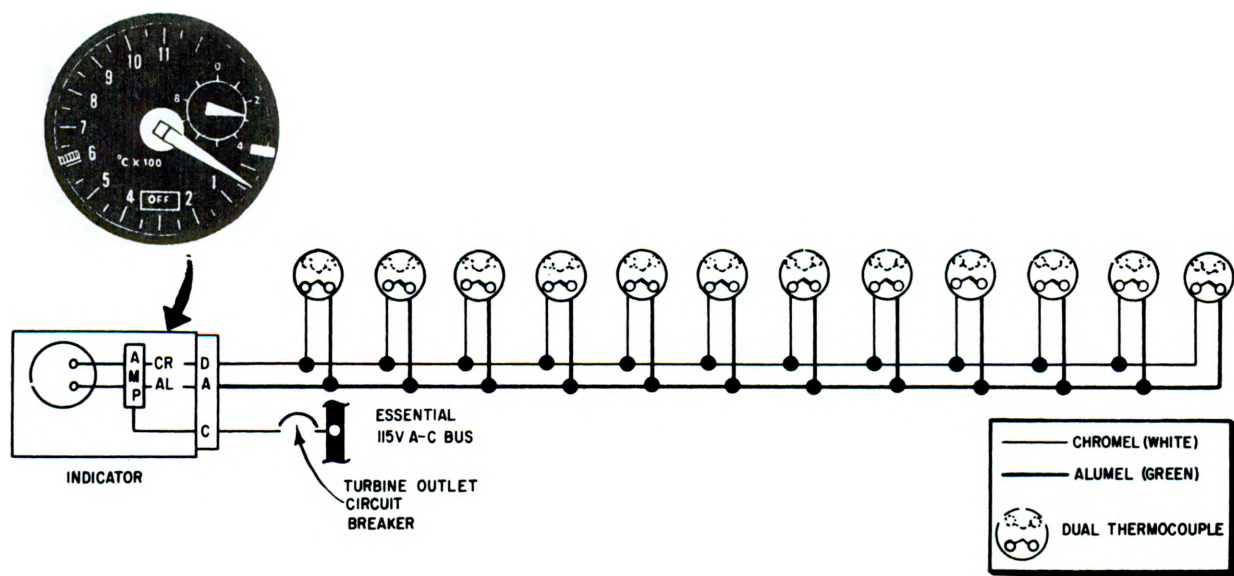 11
10
9
8
7
6
5
4
OFF
2
1
°C X 100
0
2
4
8
INDICATOR
A
M
P
CR
AL
D
A
C
ESSENTIAL
115V A-C BUS
TURBINE OUTLET
CIRCUIT
BREAKER
CHROMEL (WHITE)
ALUMEL (GREEN)
DUAL THERMOCOUPLE